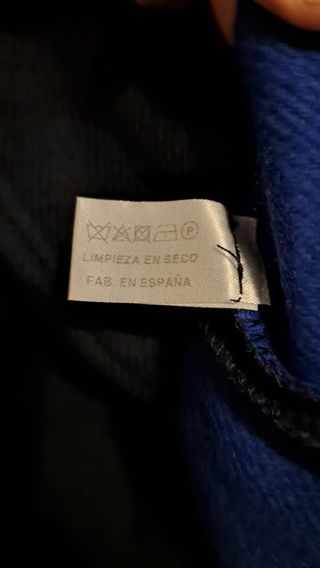 P
LIMPIEZA EN SECO
FAB. EN ESPAÑA